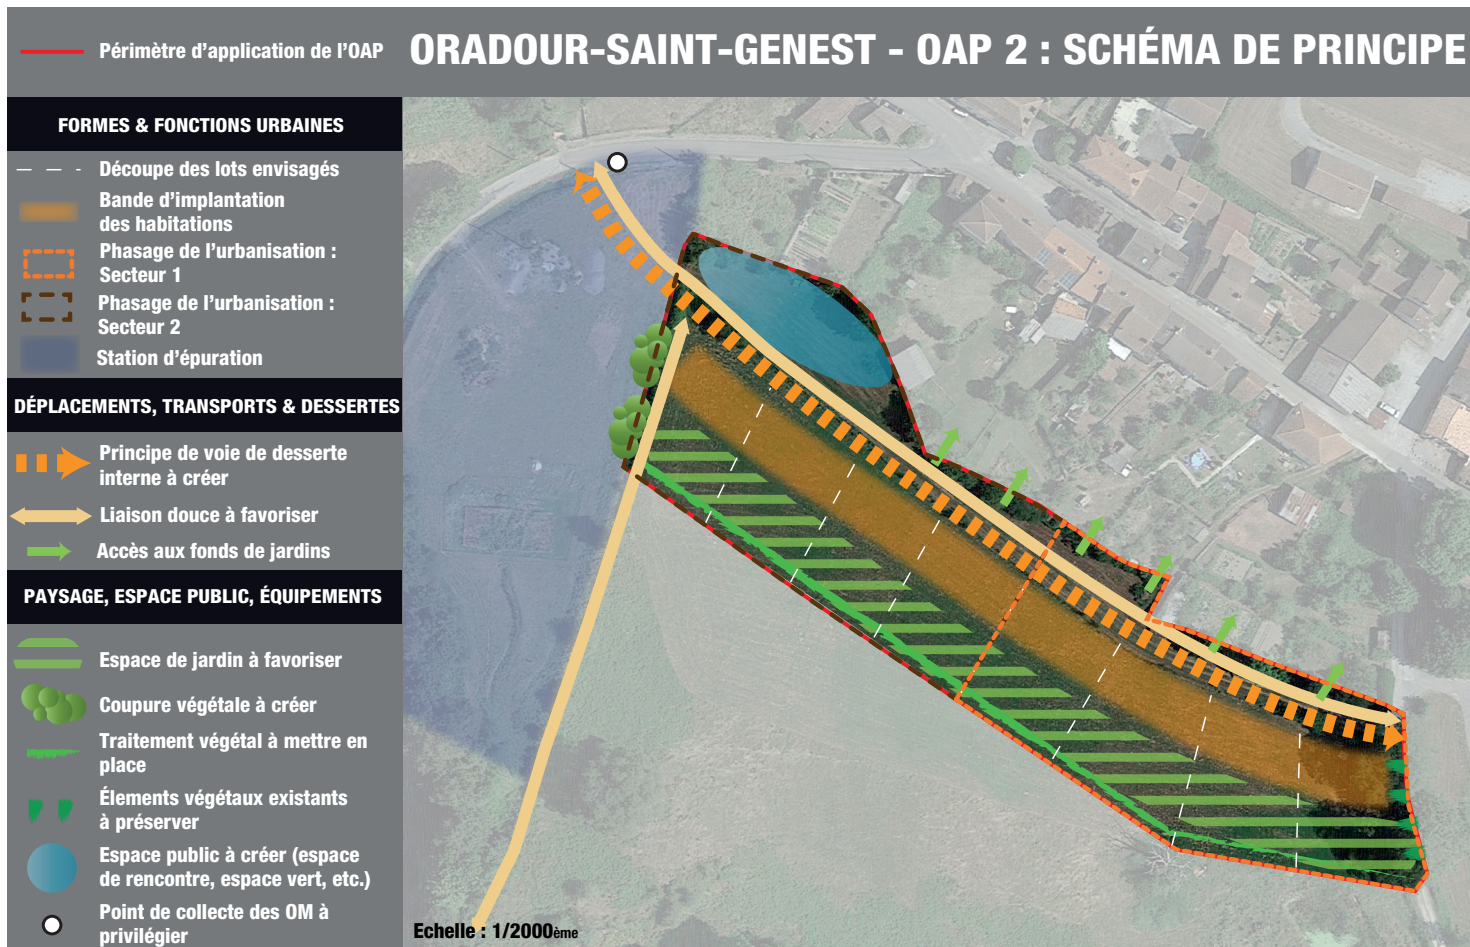 Périmètre d'application de l'OAP
ORADOUR-SAINT-GENEST - OAP 2 : SCHÉMA DE PRINCIPE
FORMES & FONCTIONS URBAINES
Découpe des lots envisagés
Bande d'implantation
des habitations
Phasage de l'urbanisation :
Secteur 1
Phasage de l'urbanisation :
Secteur 2
Station d'épuration
DÉPLACEMENTS, TRANSPORTS & DESSERTES
Principe de voie de desserte
interne à créer
Liaison douce à favoriser
Accès aux fonds de jardins
PAYSAGE, ESPACE PUBLIC, ÉQUIPEMENTS
Espace de jardin à favoriser
Coupure végétale à créer
Traitement végétal à mettre en
place
Élements végétaux existants
à préserver
Espace public à créer (espace
de rencontre, espace vert, etc.)
Point de collecte des OM à
privilégier
Echelle : 1/2000ème